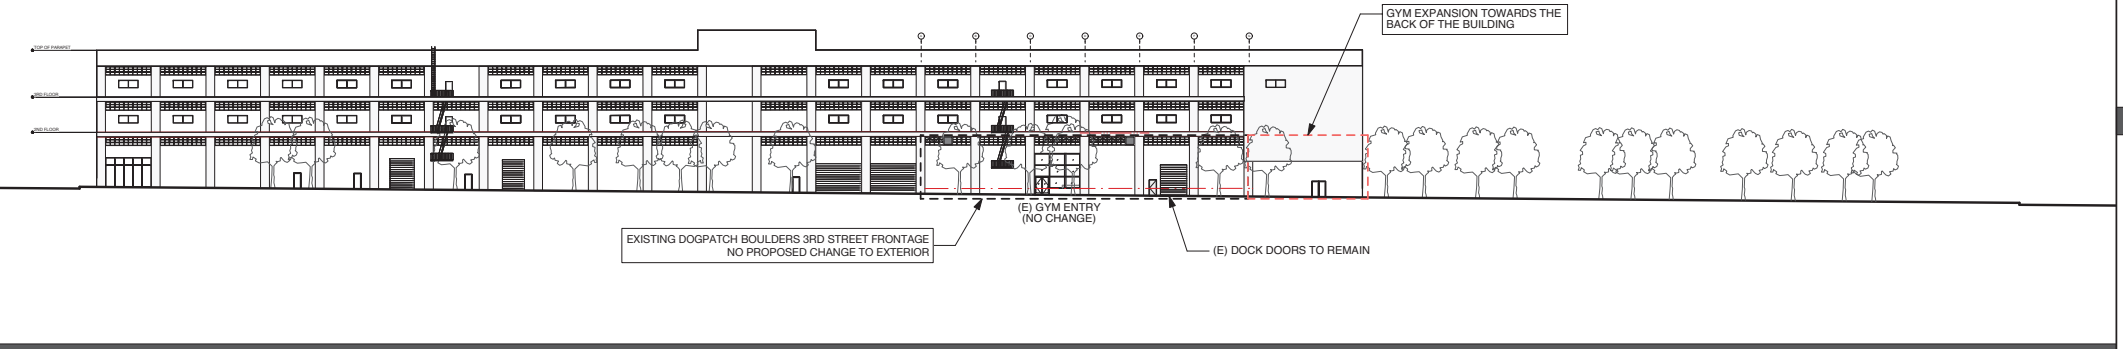 GYM EXPANSION TOWARDS THE
BACK OF THE BUILDING
TOP OF PARAPET
3RD FLOOR
2ND FLOOR
(E) GYM ENTRY
(NO CHANGE)
EXISTING DOGPATCH BOULDERS 3RD STREET FRONTAGE
NO PROPOSED CHANGE TO EXTERIOR
(E) DOCK DOORS TO REMAIN